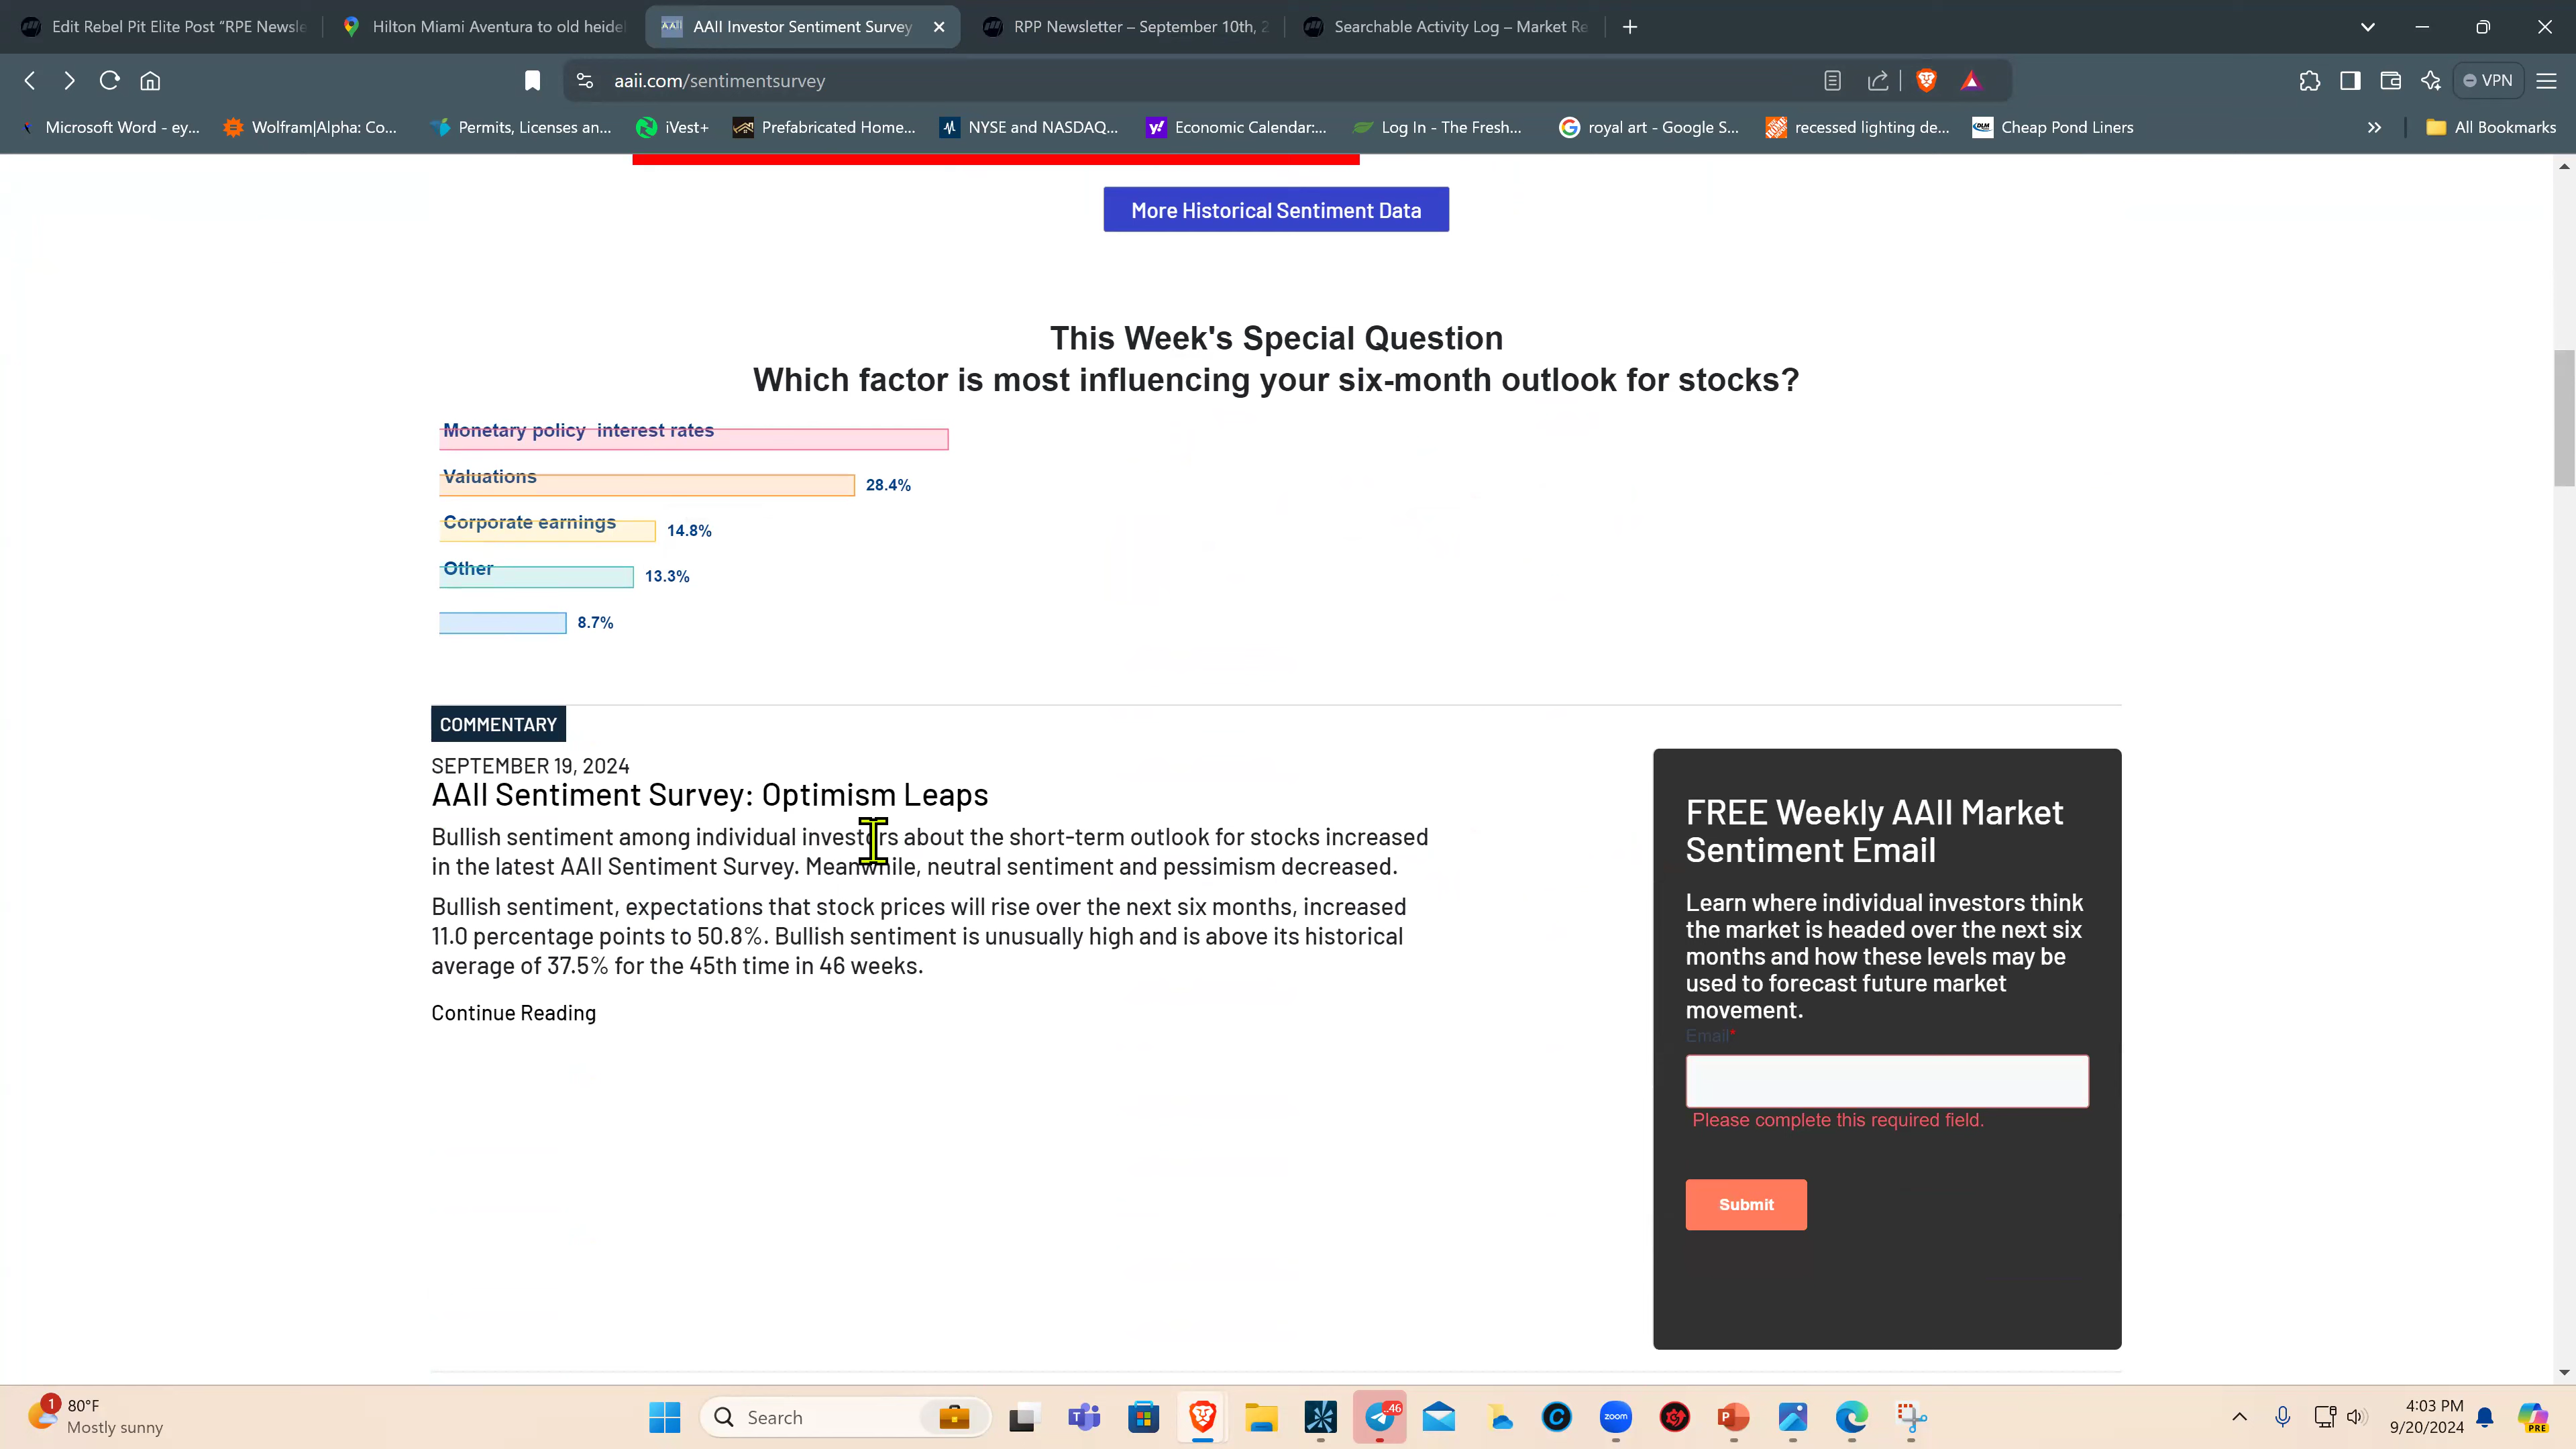 Edit Rebel Pit Elite Post “RPE Newsle
Hilton Miami Aventura to old heidel
AAII Investor Sentiment Survey
RPP Newsletter – September 10th, 2
Searchable Activity Log – Market Re
aaii.com/sentimentsurvey
VPN
Microsoft Word - ey...
Wolfram|Alpha: Co...
Permits, Licenses an...
iVest+
Prefabricated Home...
NYSE and NASDAQ...
Economic Calendar:...
Log In - The Fresh...
royal art - Google S...
recessed lighting de...
Cheap Pond Liners
All Bookmarks
More Historical Sentiment Data
This Week's Special Question
Which factor is most influencing your six-month outlook for stocks?
Monetary policy interest rates
Valuations
28.4%
Corporate earnings
14.8%
Other
13.3%
8.7%
COMMENTARY
SEPTEMBER 19, 2024
AAII Sentiment Survey: Optimism Leaps
Bullish sentiment among individual investors about the short-term outlook for stocks increased
in the latest AAII Sentiment Survey. Meanwhile, neutral sentiment and pessimism decreased.
Bullish sentiment, expectations that stock prices will rise over the next six months, increased
11.0 percentage points to 50.8%. Bullish sentiment is unusually high and is above its historical
average of 37.5% for the 45th time in 46 weeks.
Continue Reading
FREE Weekly AAII Market
Sentiment Email
Learn where individual investors think
the market is headed over the next six
months and how these levels may be
used to forecast future market
movement.
Email*
Please complete this required field.
Submit
1
80°F
Mostly sunny
Search
zoom
4:03 PM
9/20/2024
PRE